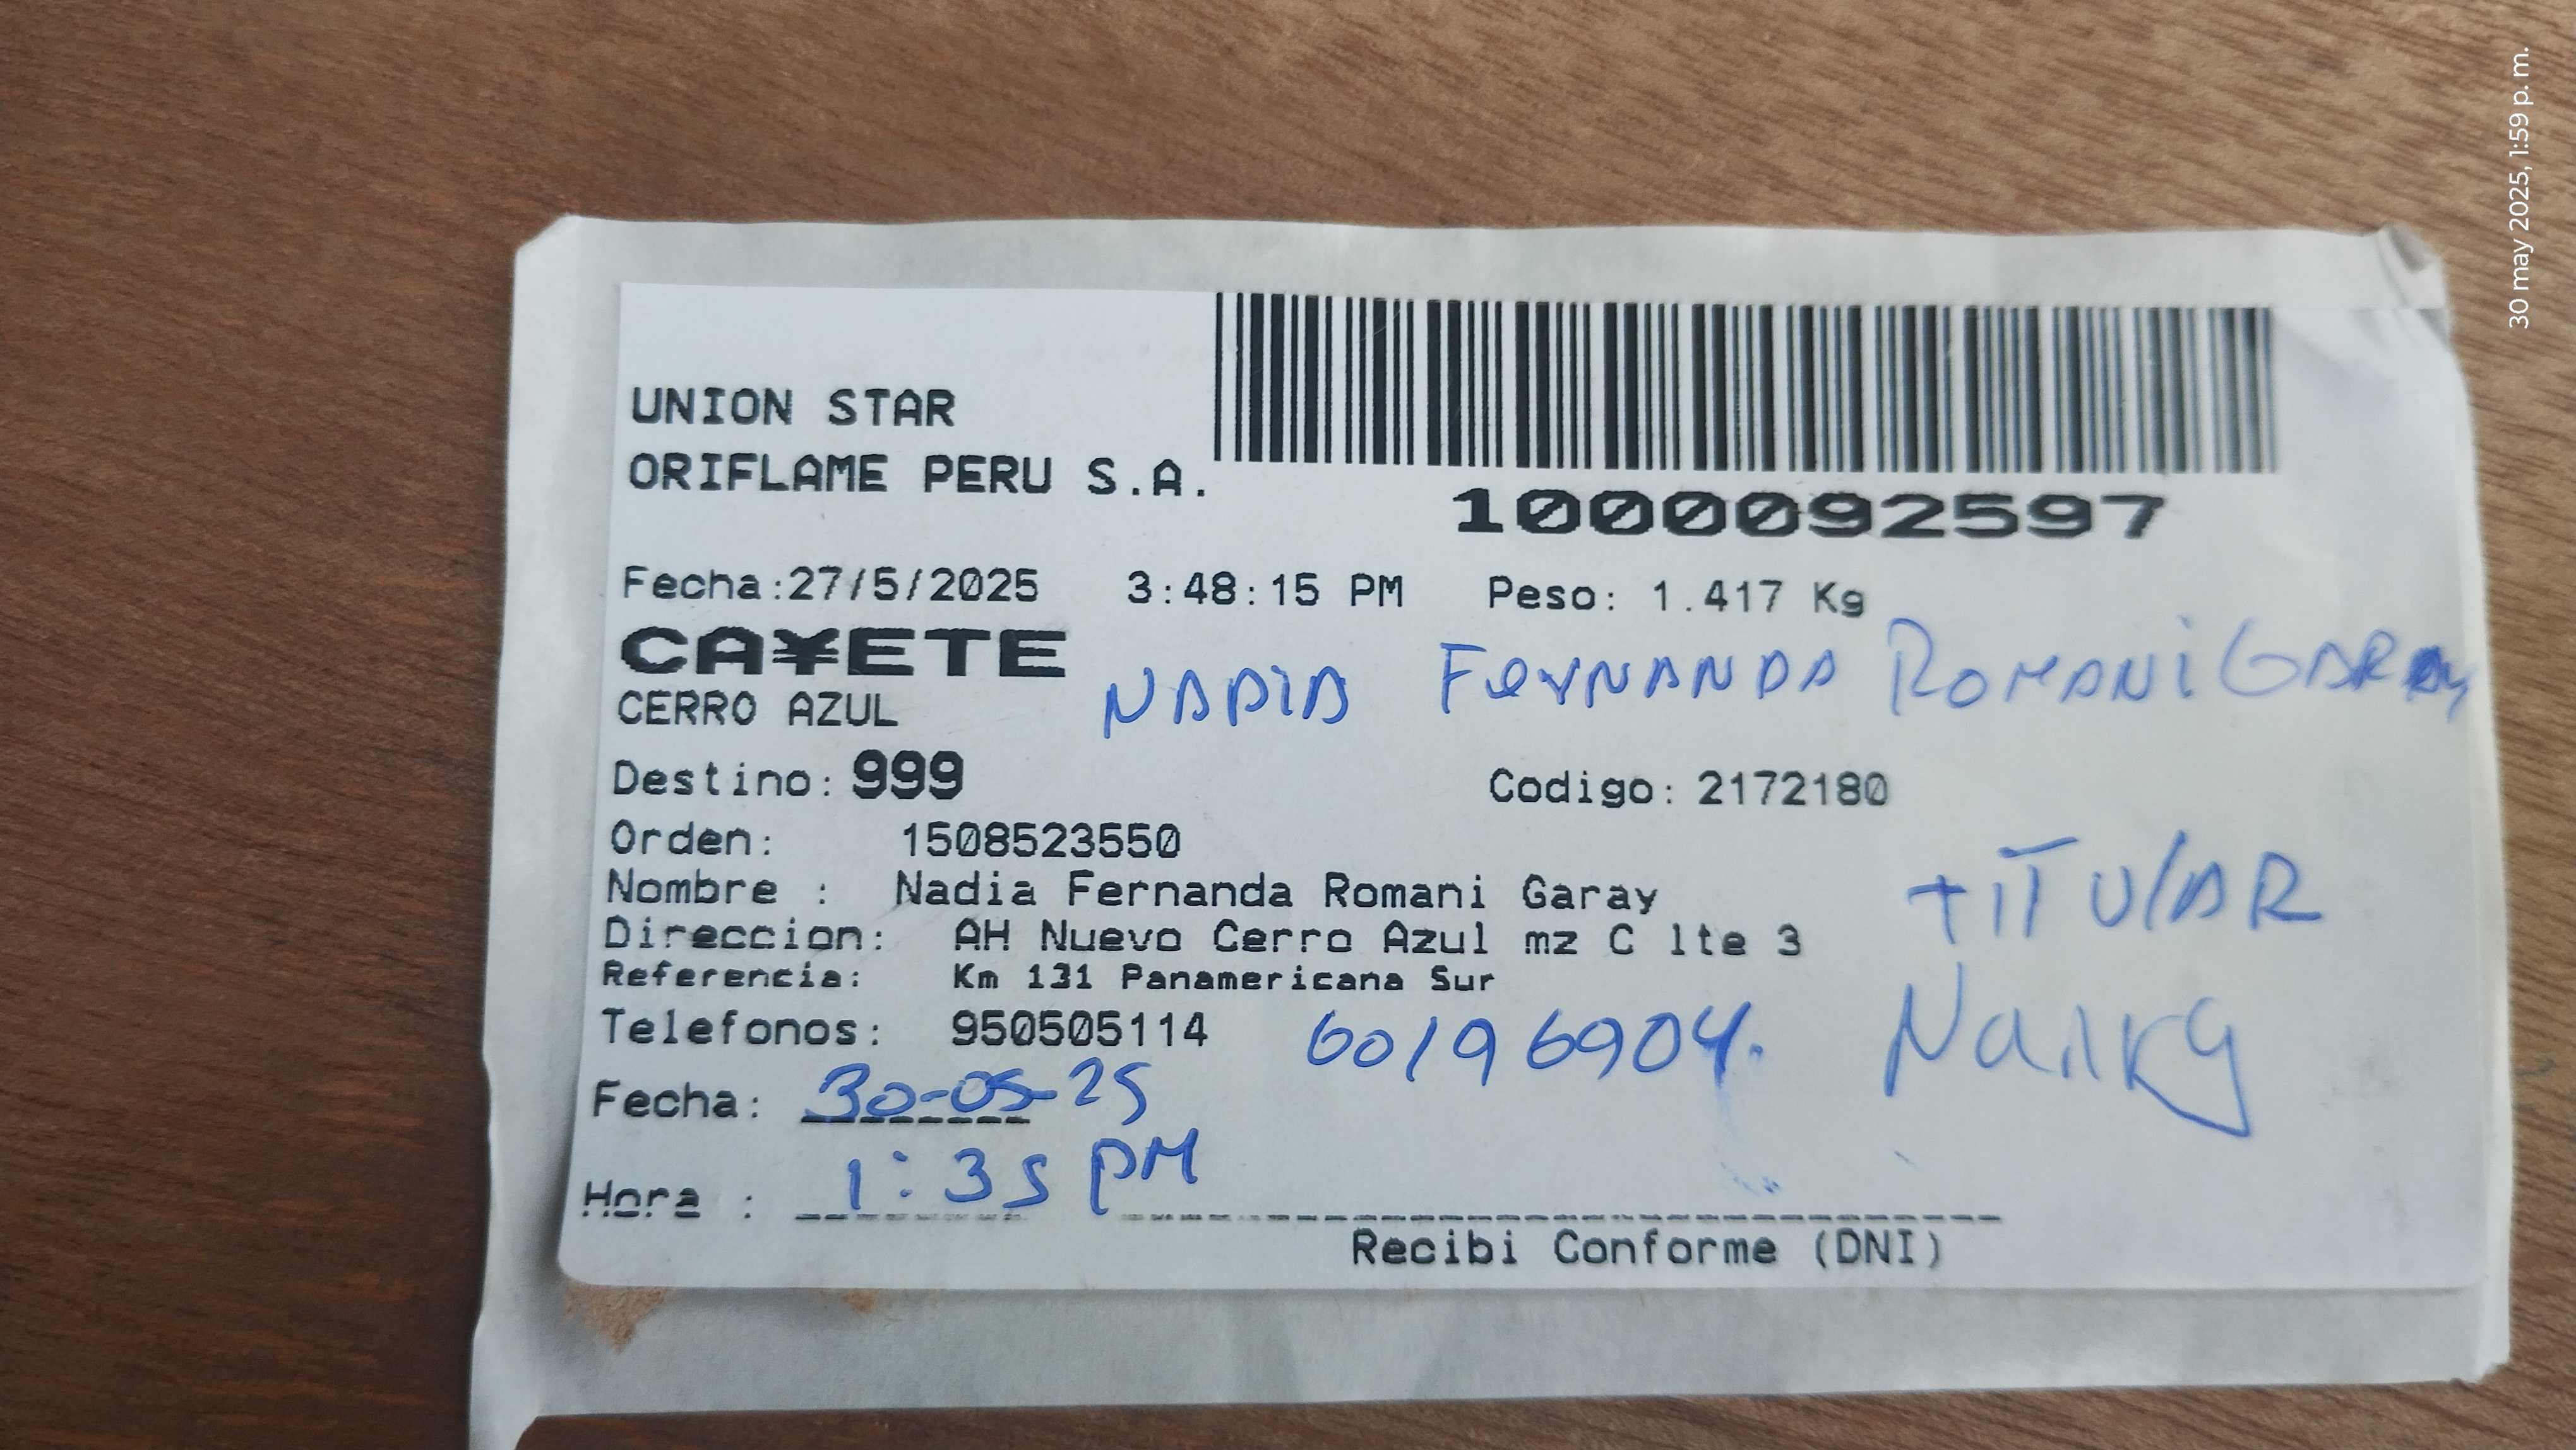 UNION STAR
ORIFLAME PERU S.A.
1000092597
Fecha:27/5/2025 3:48:15 PM Peso: 1.417 Kg
CA¥ETE
CERRO AZUL
NADIA FERNANDA ROMANI GARAY
Destino: 999 Codigo: 2172180
Orden: 1508523550
Nombre : Nadia Fernanda Romani Garay
Direccion: AH Nuevo Cerro Azul mz C lte 3
TITULAR
Referencia: Km 131 Panamericana Sur
Telefonos: 950505114 60196904.
Fecha: 30-05-25
Hora : 1:35 PM
Recibi Conforme (DNI)
30 may 2025, 1:59 p. m.